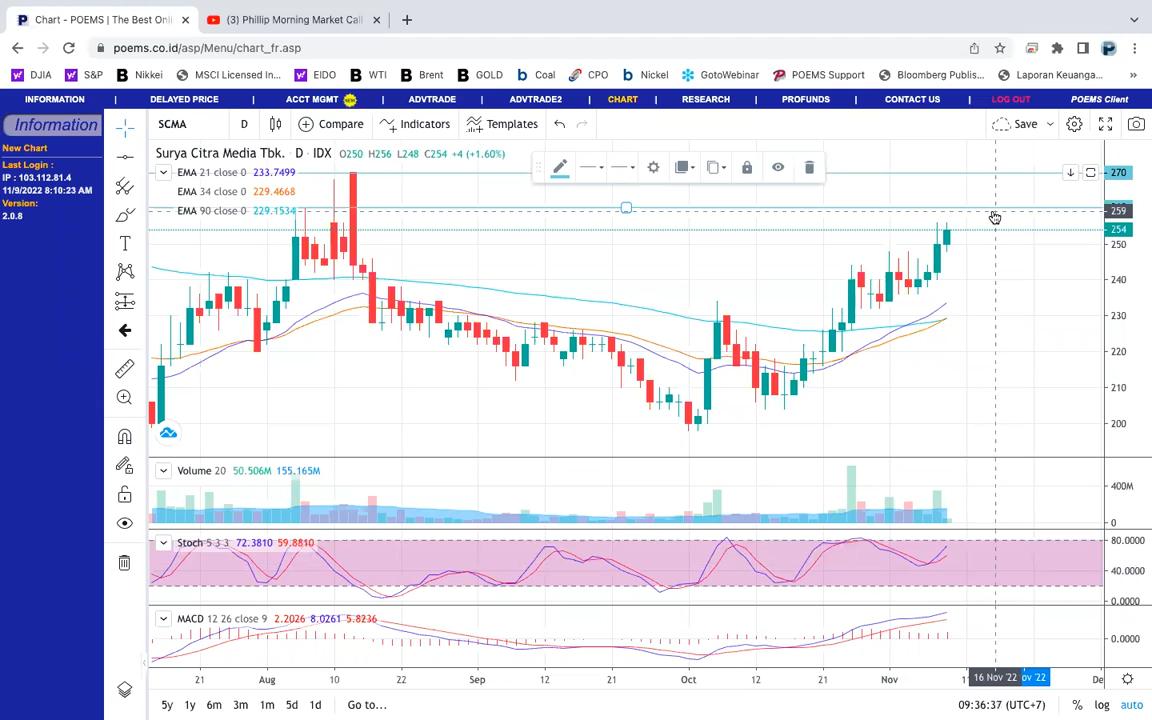 Chart - POEMS | The Best Onli
(3) Phillip Morning Market Call
poems.co.id/asp/Menu/chart_fr.asp
DJIA S&P Nikkei MSCI Licensed In... EIDO WTI Brent GOLD Coal CPO Nickel GotoWebinar POEMS Support Bloomberg Publis... Laporan Keuanga... »
INFORMATION | DELAYED PRICE | ACCT MGMT | ADVTRADE | ADVTRADE2 | CHART | RESEARCH | PROFUNDS | CONTACT US | LOG OUT POEMS Client
Information
New Chart
Last Login :
IP : 103.112.81.4
11/9/2022 8:10:23 AM
Version:
2.0.8
SCMA D Compare Indicators Templates Save
Surya Citra Media Tbk. · D · IDX O250 H256 L248 C254 +4 (+1.60%)
EMA 21 close 0 233.7499
EMA 34 close 0 229.4668
EMA 90 close 0 229.1534
270
259
254
250
240
230
220
210
200
Volume 20 50.506M 155.165M
400M
0
Stoch 5 3 3 72.3810 59.8810
80.0000
40.0000
0.0000
MACD 12 26 close 9 2.2026 8.0261 5.8236
0.0000
21 Aug 10 22 Sep 12 21 Oct 12 21 Nov 16 Nov '22 ov '22 De
5y 1y 6m 3m 1m 5d 1d Go to... 09:36:37 (UTC+7) % log auto